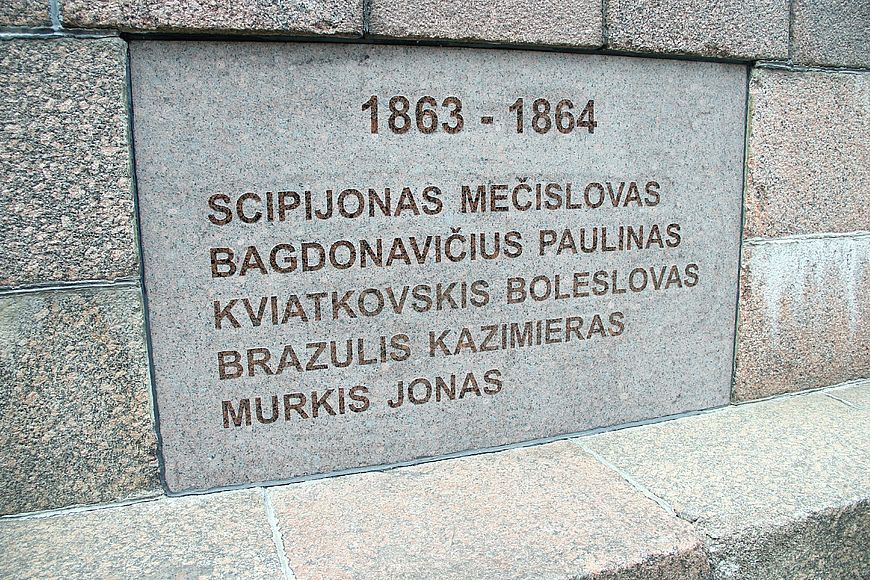 1863 - 1864
SCIPIJONAS MEČISLOVAS
BAGDONAVIČIUS PAULINAS
KVIATKOVSKIS BOLESLOVAS
BRAZULIS KAZIMIERAS
MURKIS JONAS